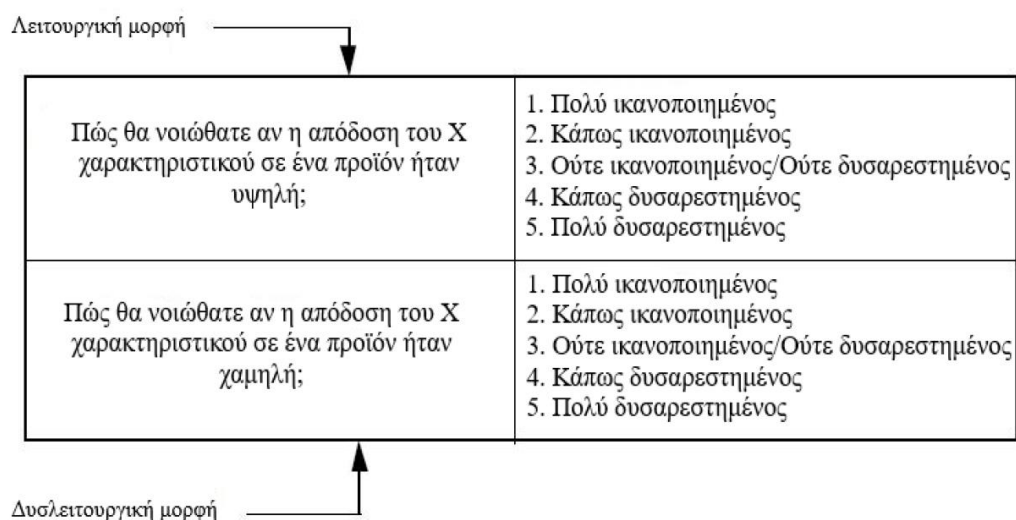 Λειτουργική μορφή
Πώς θα νοιώθατε αν η απόδοση του Χ
χαρακτηριστικού σε ένα προϊόν ήταν
υψηλή;
1. Πολύ ικανοποιημένος
2. Κάπως ικανοποιημένος
3. Ούτε ικανοποιημένος/Ούτε δυσαρεστημένος
4. Κάπως δυσαρεστημένος
5. Πολύ δυσαρεστημένος
Πώς θα νοιώθατε αν η απόδοση του Χ
χαρακτηριστικού σε ένα προϊόν ήταν
χαμηλή;
1. Πολύ ικανοποιημένος
2. Κάπως ικανοποιημένος
3. Ούτε ικανοποιημένος/Ούτε δυσαρεστημένος
4. Κάπως δυσαρεστημένος
5. Πολύ δυσαρεστημένος
Δυσλειτουργική μορφή